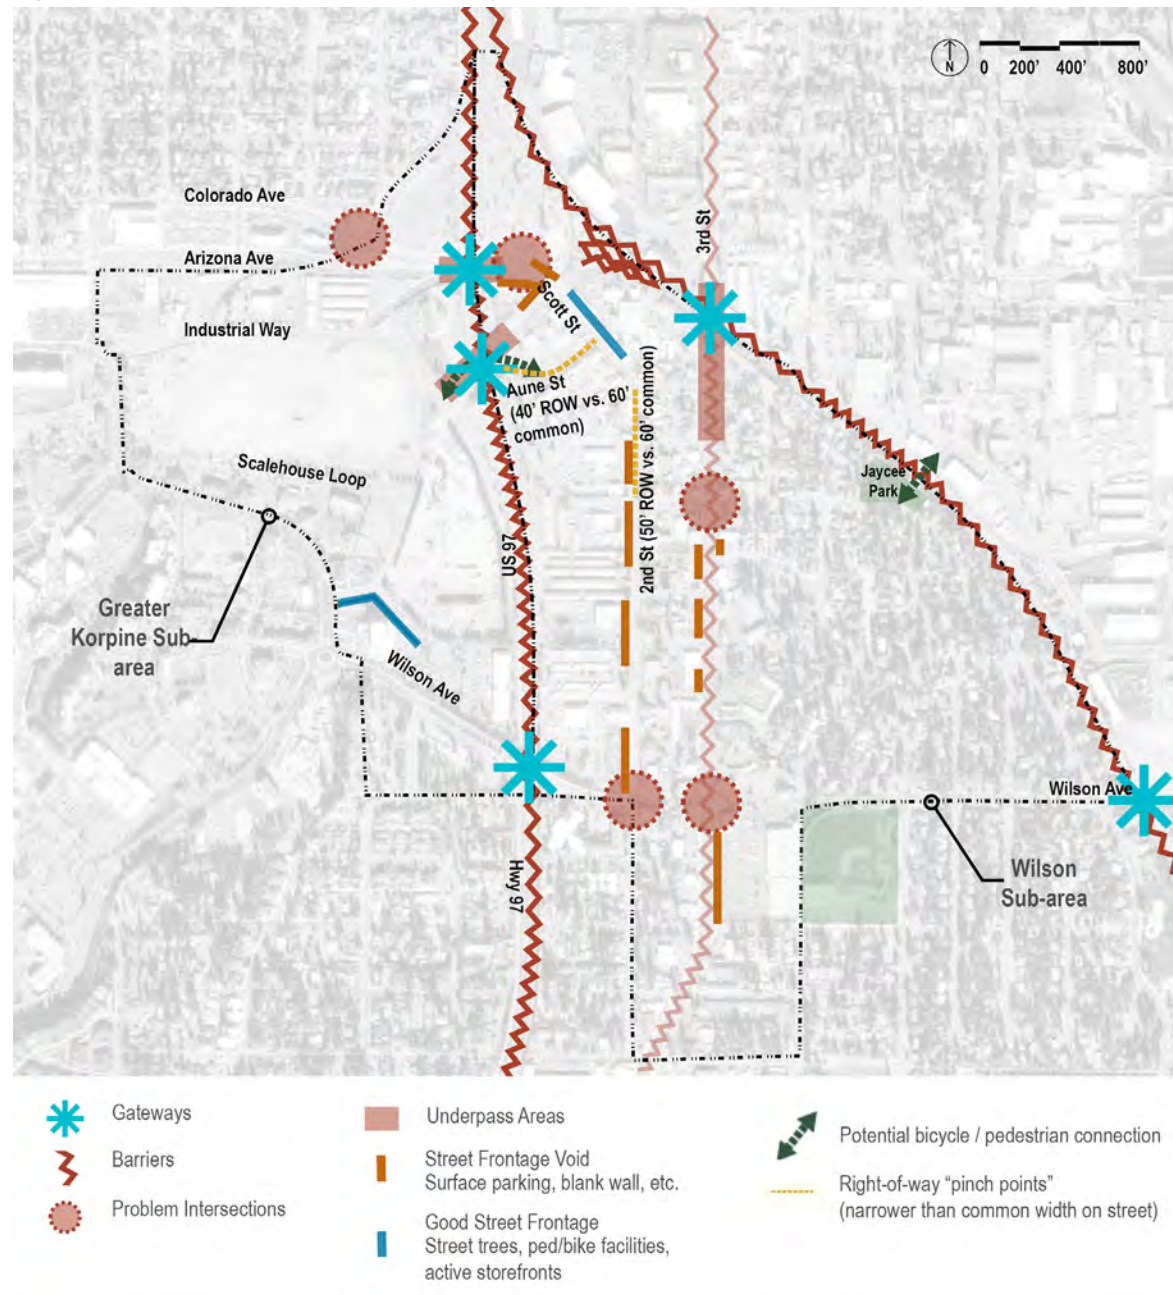 N
0 200' 400' 800'
Colorado Ave
3rd St
Arizona Ave
Scott St
Industrial Way
Aune St
(40' ROW vs. 60'
common)
2nd St (50' ROW vs. 60' common)
Scalehouse Loop
Jaycee
Park
US 97
Greater
Korpine Sub-
area
Wilson Ave
Wilson Ave
Hwy 97
Wilson
Sub-area
Gateways
Barriers
Problem Intersections
Underpass Areas
Street Frontage Void
Surface parking, blank wall, etc.
Good Street Frontage
Street trees, ped/bike facilities,
active storefronts
Potential bicycle / pedestrian connection
Right-of-way “pinch points”
(narrower than common width on street)